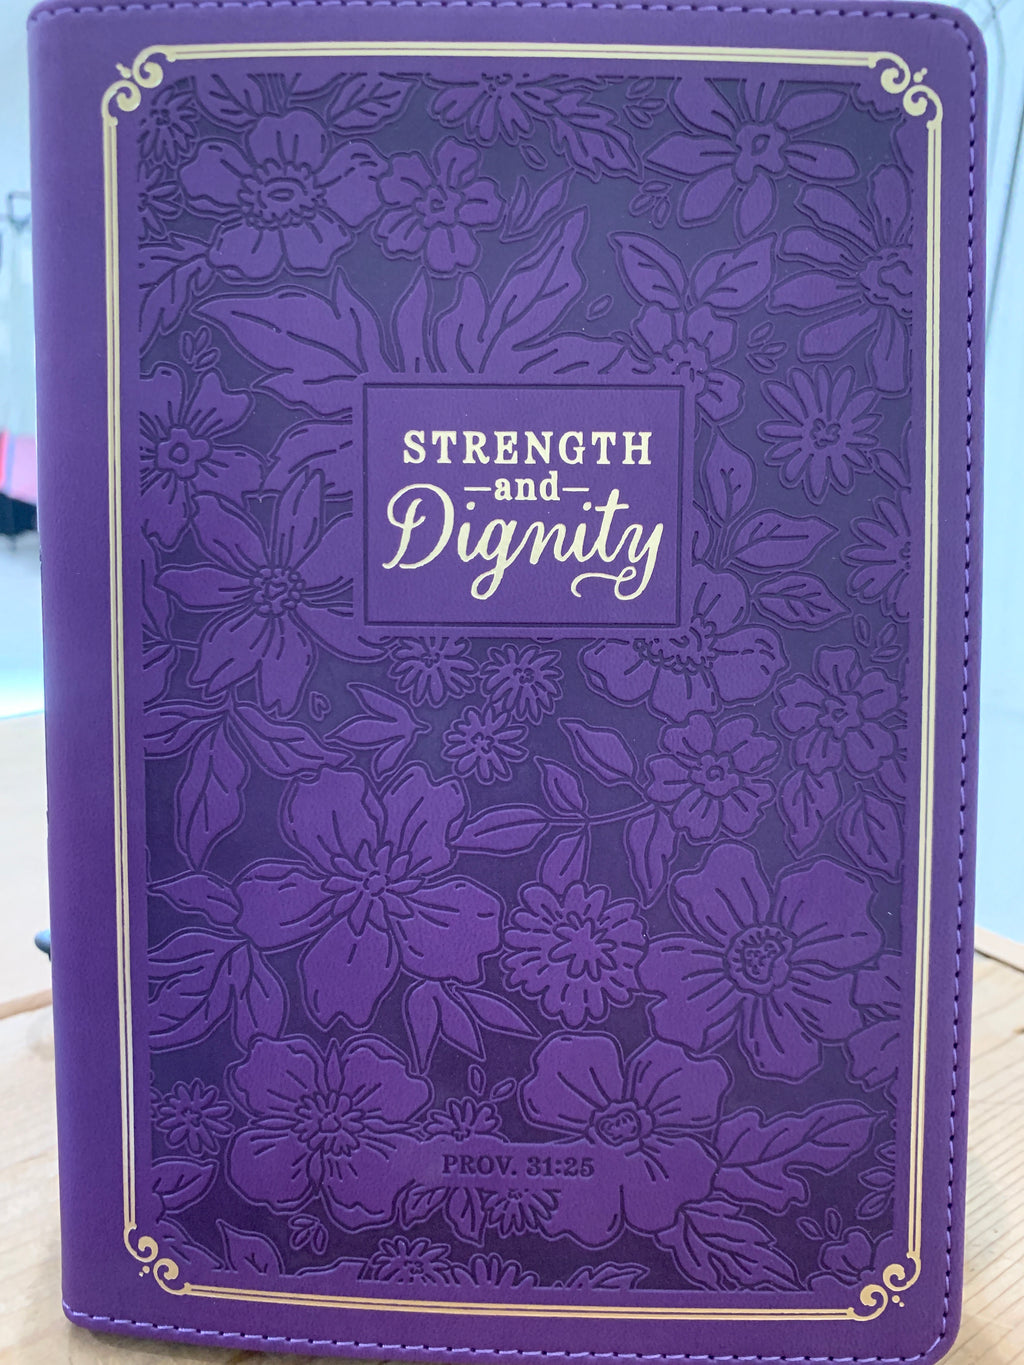 STRENGTH
—and—
Dignity
PROV. 31:25